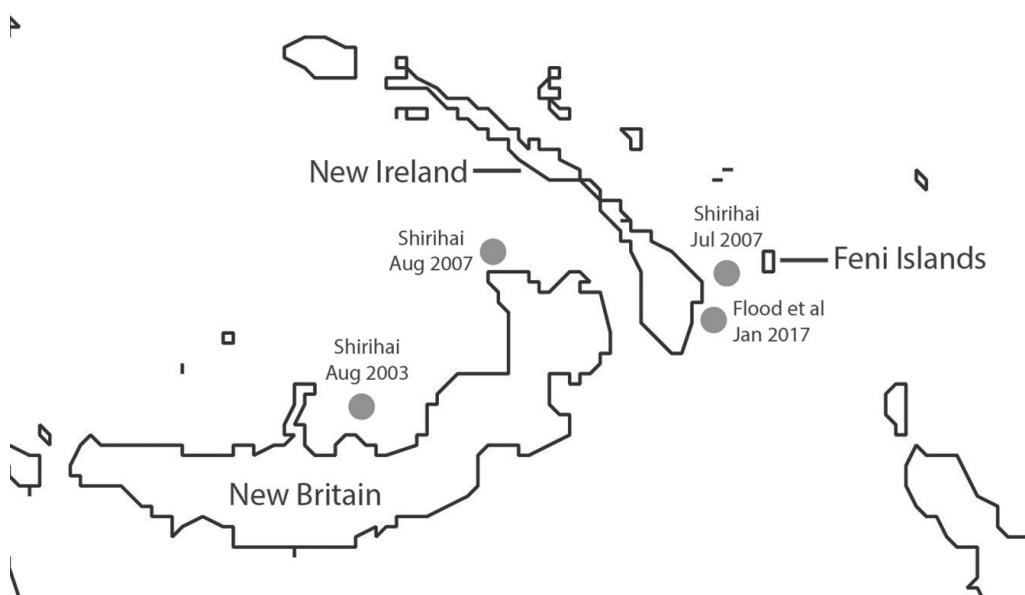 New Ireland
Shirihai
Jul 2007
Shirihai
Aug 2007
Feni Islands
Flood et al
Jan 2017
Shirihai
Aug 2003
New Britain